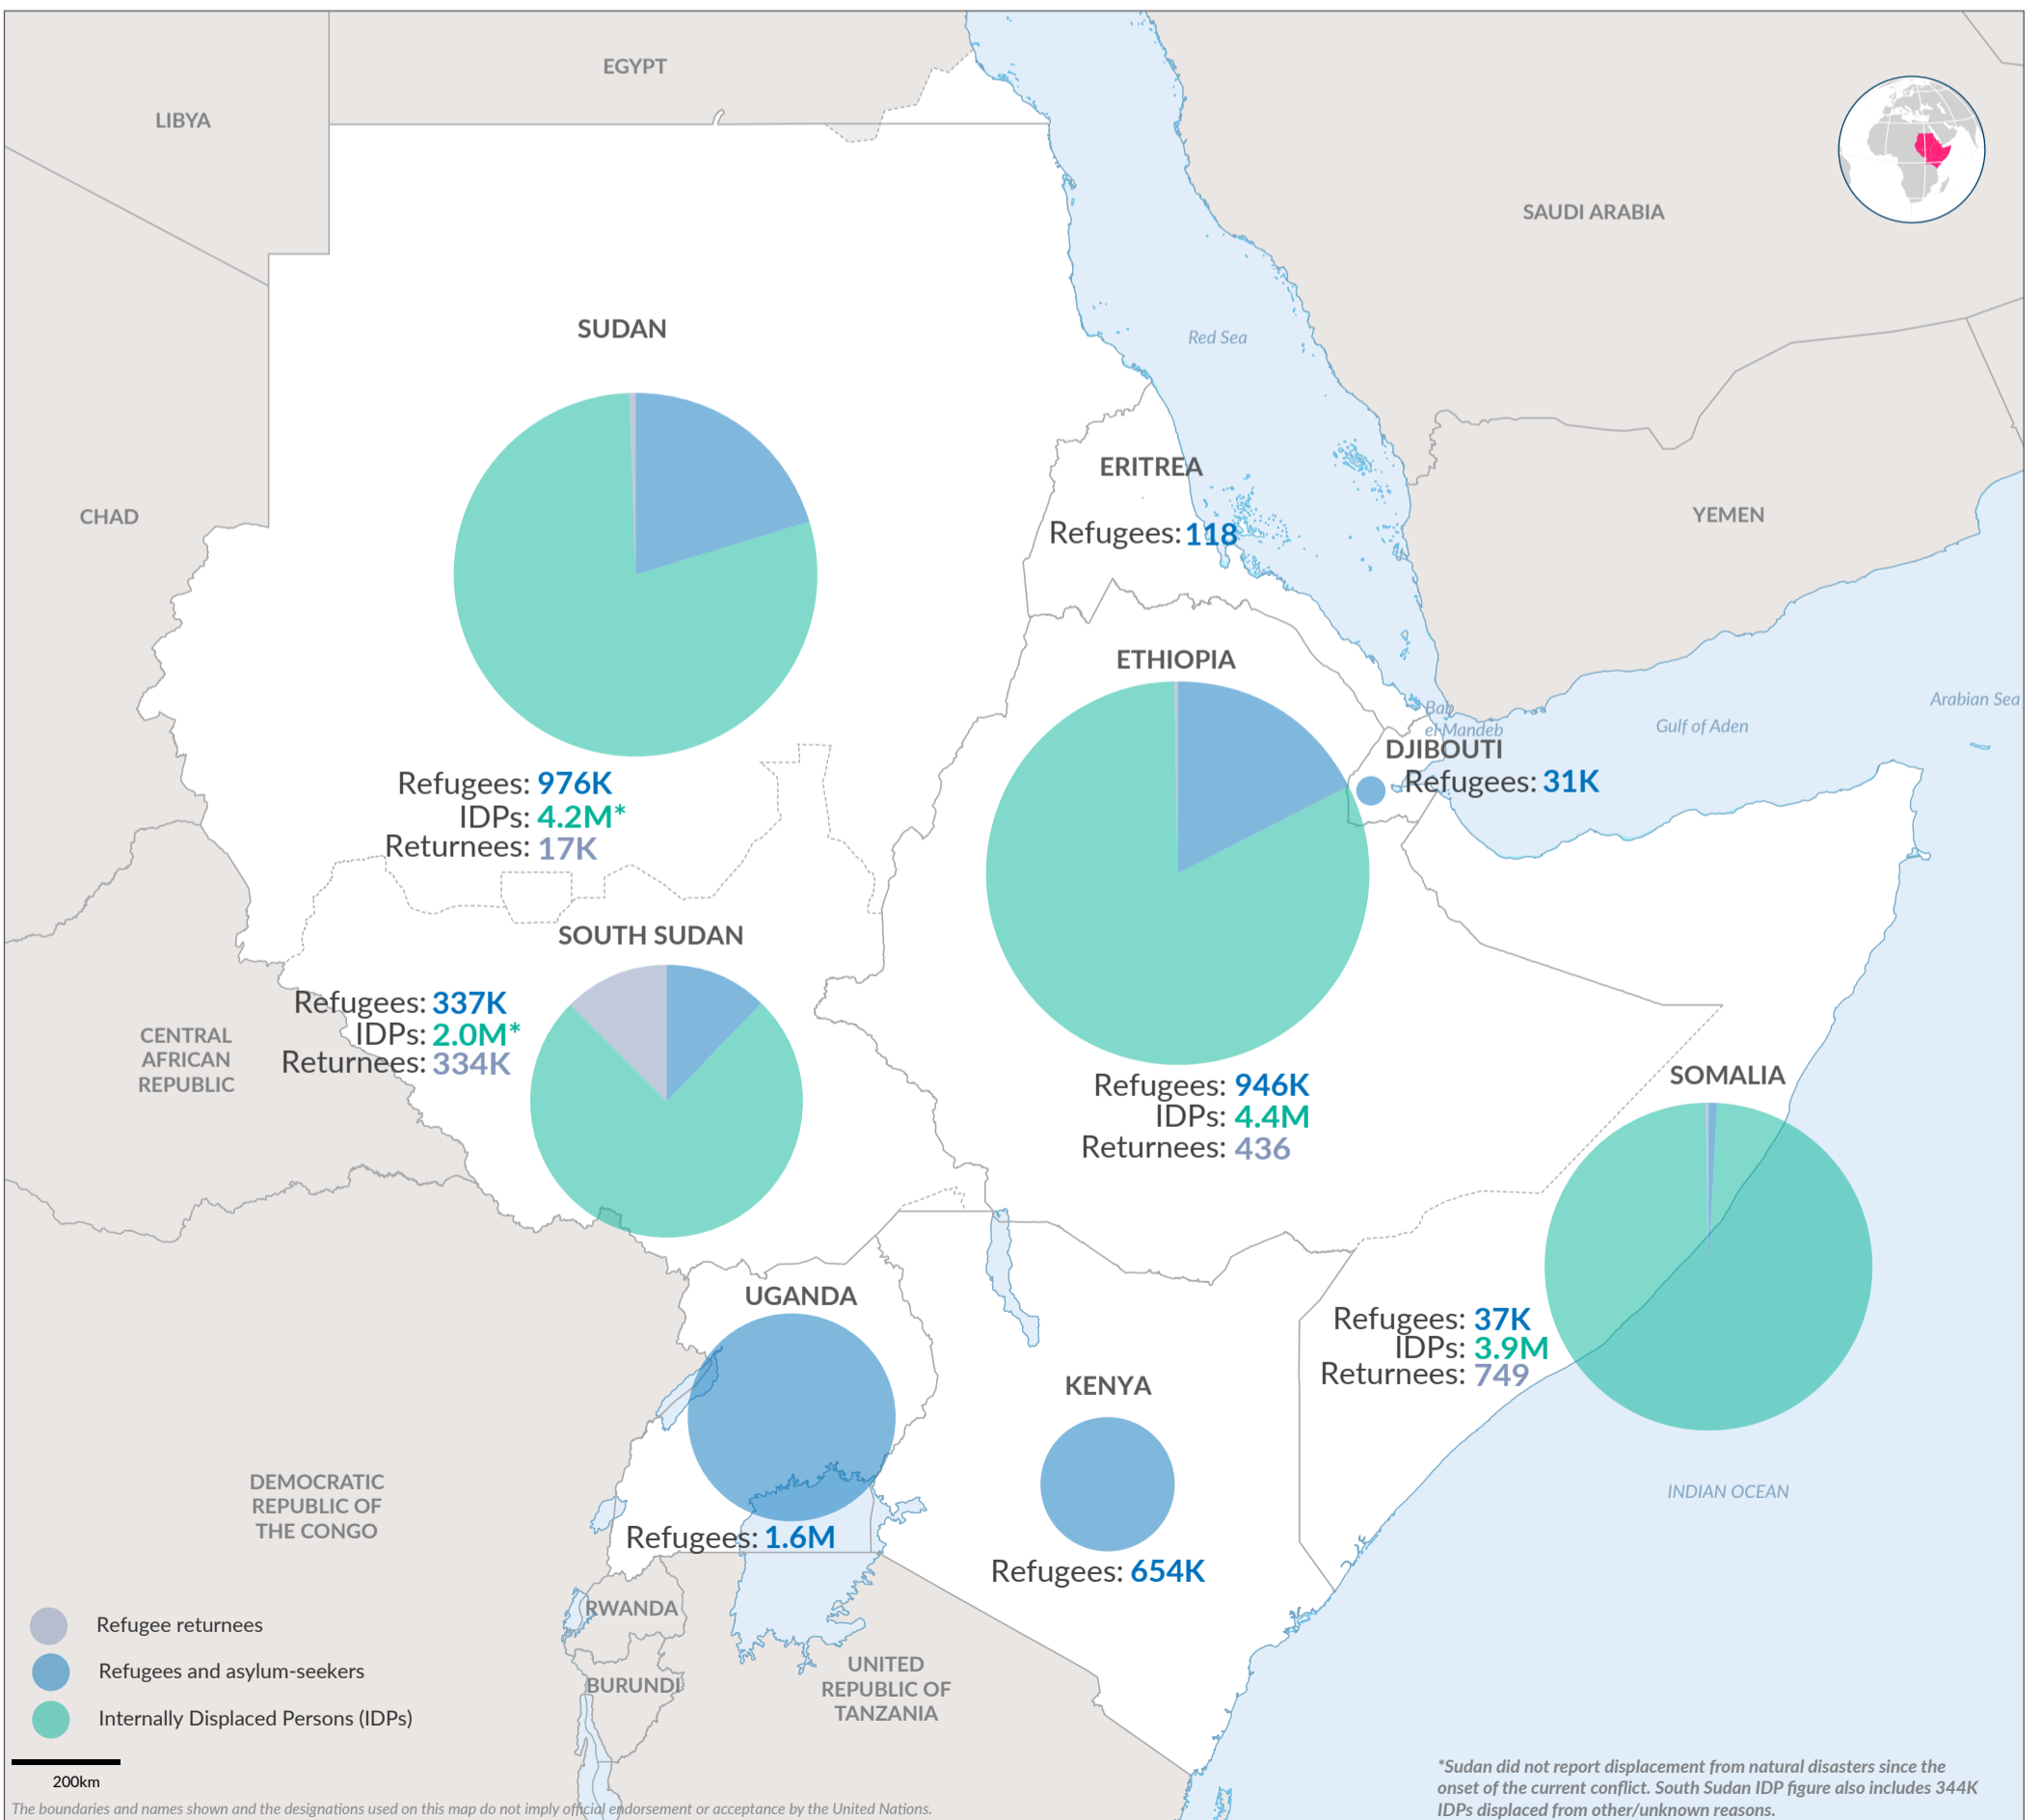 EGYPT
LIBYA
SAUDI ARABIA
SUDAN
Red Sea
ERITREA
CHAD
YEMEN
Refugees: 118
ETHIOPIA
Arabian Sea
Bab
el Mandeb
Gulf of Aden
DJIBOUTI
Refugees: 31K
Refugees: 976K
IDPs: 4.2M*
Returnees: 17K
SOUTH SUDAN
Refugees: 337K
IDPs: 2.0M*
Returnees: 334K
CENTRAL
AFRICAN
REPUBLIC
Refugees: 946K
IDPs: 4.4M
Returnees: 436
SOMALIA
UGANDA
Refugees: 37K
IDPs: 3.9M
Returnees: 749
KENYA
DEMOCRATIC
REPUBLIC OF
THE CONGO
INDIAN OCEAN
Refugees: 1.6M
Refugees: 654K
RWANDA
BURUNDI
UNITED
REPUBLIC OF
TANZANIA
Refugee returnees
Refugees and asylum-seekers
Internally Displaced Persons (IDPs)
200km
The boundaries and names shown and the designations used on this map do not imply official endorsement or acceptance by the United Nations.
*Sudan did not report displacement from natural disasters since the
onset of the current conflict. South Sudan IDP figure also includes 344K
IDPs displaced from other/unknown reasons.